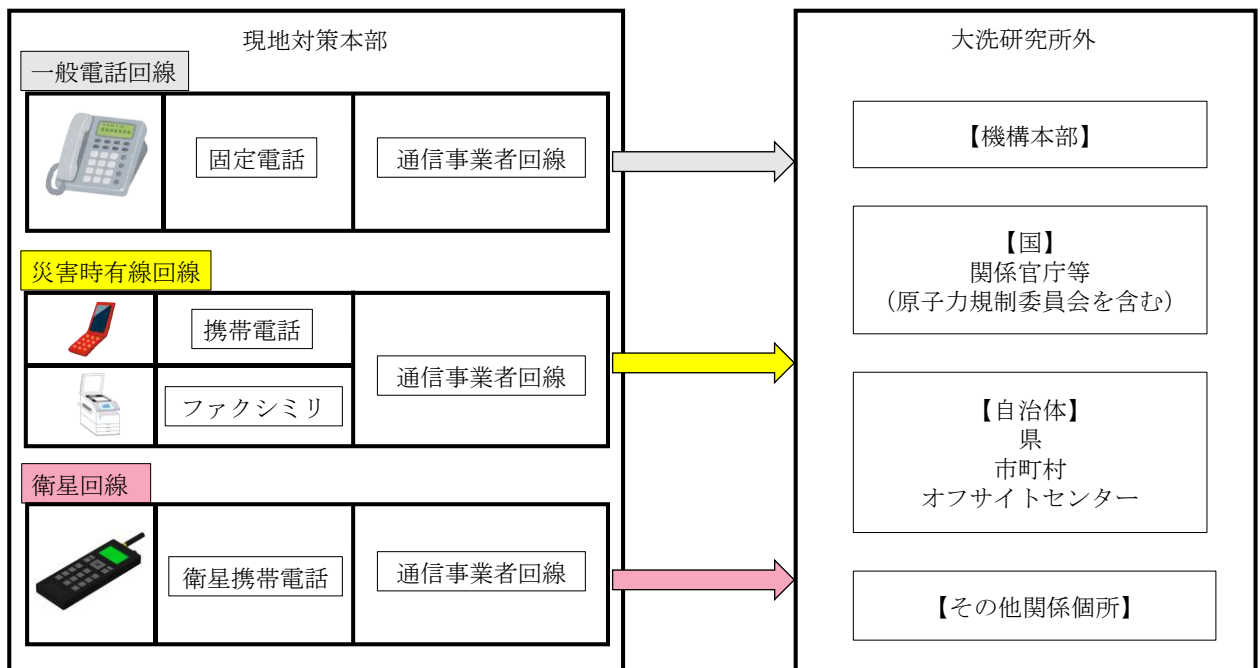 現地対策本部
一般電話回線
固定電話
通信事業者回線
災害時有線回線
携帯電話
ファクシミリ
通信事業者回線
衛星回線
衛星携帯電話
通信事業者回線
大洗研究所外
【機構本部】
【国】
関係官庁等
(原子力規制委員会を含む)
【自治体】
県
市町村
オフサイトセンター
【その他関係個所】